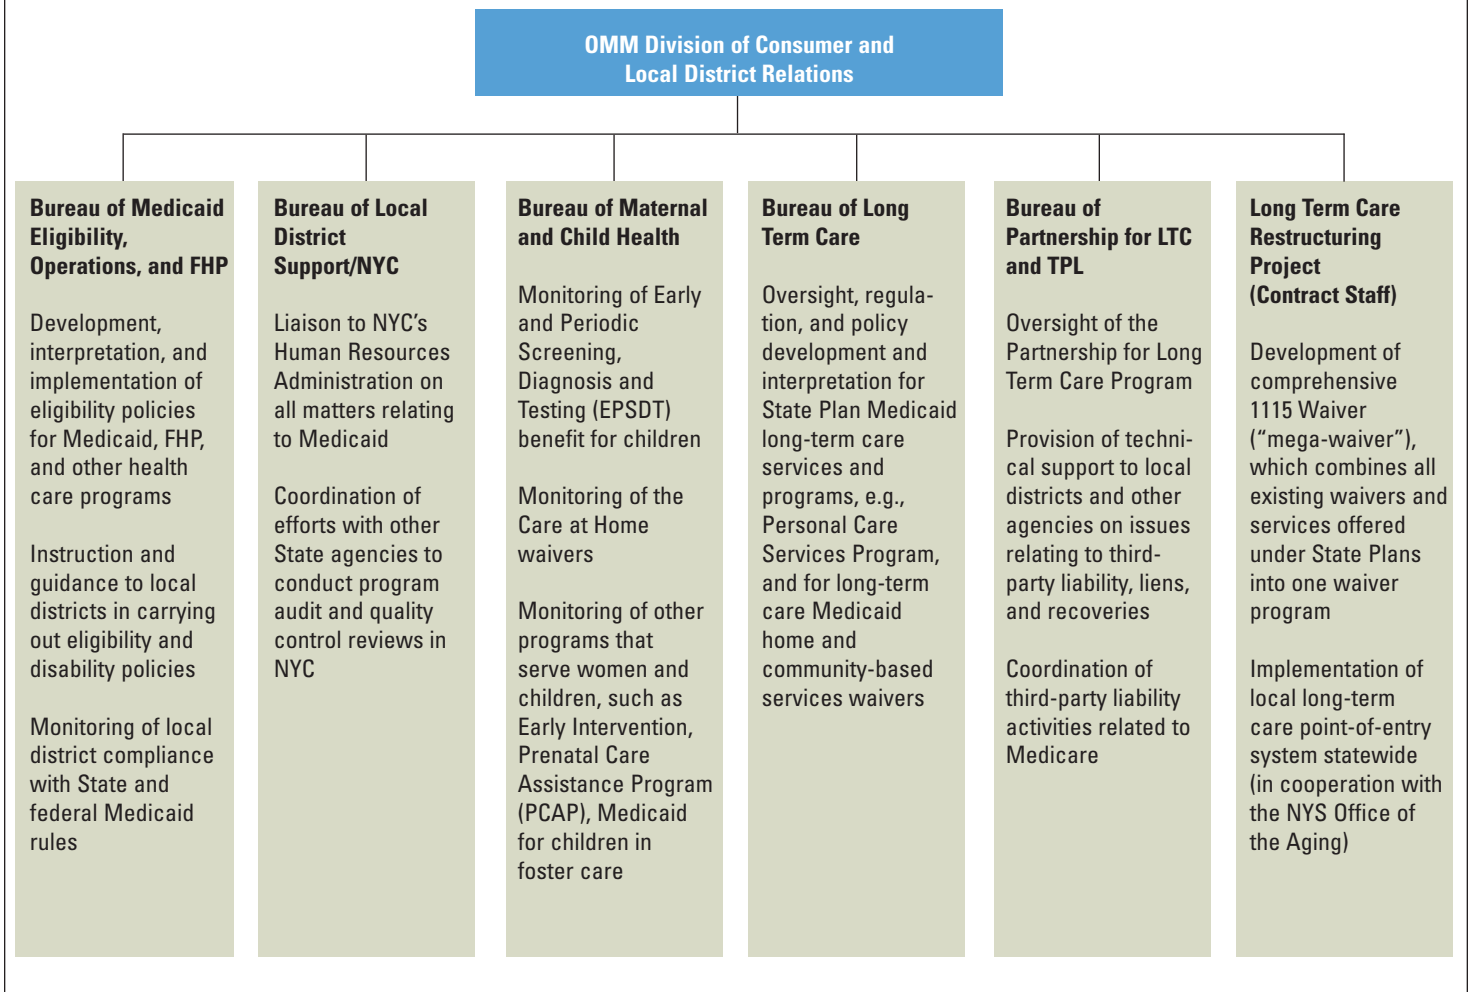 OMM Division of Consumer and
Local District Relations
Bureau of Medicaid
Eligibility,
Operations, and FHP
Development,
interpretation, and
implementation of
eligibility policies
for Medicaid, FHP,
and other health
care programs
Instruction and
guidance to local
districts in carrying
out eligibility and
disability policies
Monitoring of local
district compliance
with State and
federal Medicaid
rules
Bureau of Local
District
Support/NYC
Liaison to NYC’s
Human Resources
Administration on
all matters relating
to Medicaid
Coordination of
efforts with other
State agencies to
conduct program
audit and quality
control reviews in
NYC
Bureau of Maternal
and Child Health
Monitoring of Early
and Periodic
Screening,
Diagnosis and
Testing (EPSDT)
benefit for children
Monitoring of the
Care at Home
waivers
Monitoring of other
programs that
serve women and
children, such as
Early Intervention,
Prenatal Care
Assistance Program
(PCAP), Medicaid
for children in
foster care
Bureau of Long
Term Care
Oversight, regula-
tion, and policy
development and
interpretation for
State Plan Medicaid
long-term care
services and
programs, e.g.,
Personal Care
Services Program,
and for long-term
care Medicaid
home and
community-based
services waivers
Bureau of
Partnership for LTC
and TPL
Oversight of the
Partnership for Long
Term Care Program
Provision of techni-
cal support to local
districts and other
agencies on issues
relating to third-
party liability, liens,
and recoveries
Coordination of
third-party liability
activities related to
Medicare
Long Term Care
Restructuring
Project
(Contract Staff)
Development of
comprehensive
1115 Waiver
(“mega-waiver”),
which combines all
existing waivers and
services offered
under State Plans
into one waiver
program
Implementation of
local long-term
care point-of-entry
system statewide
(in cooperation with
the NYS Office of
the Aging)